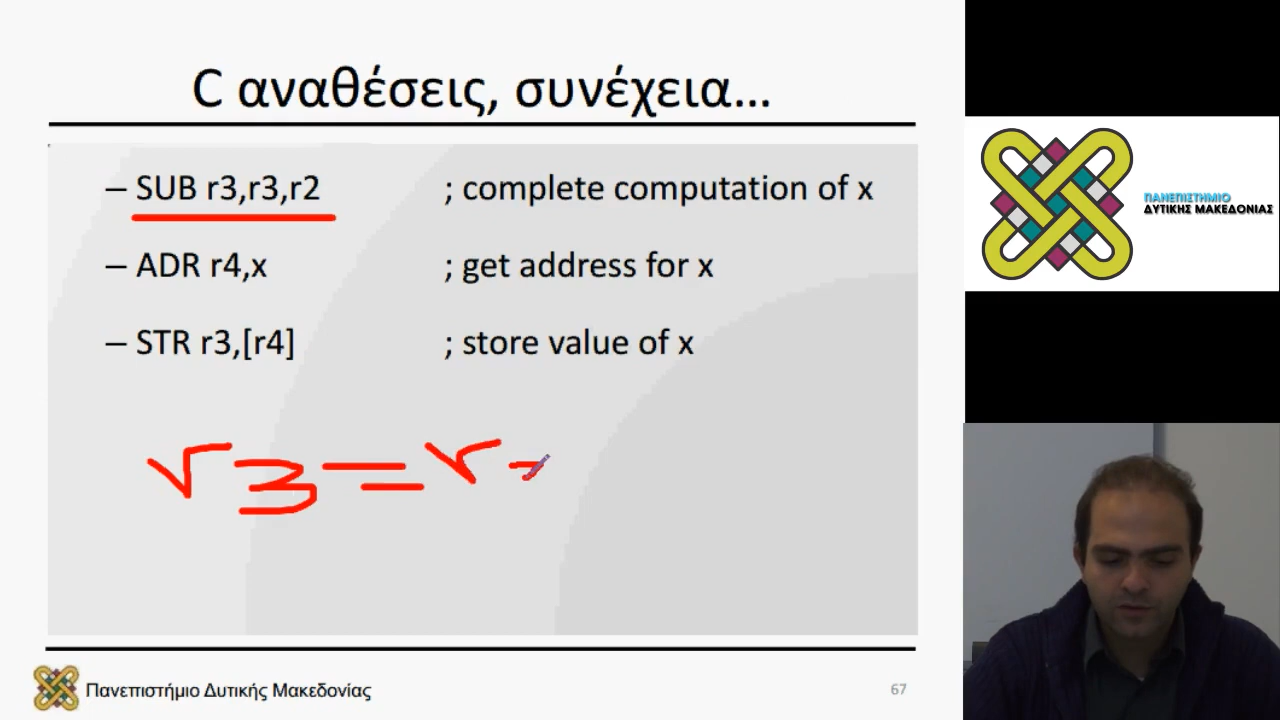 C αναθέσεις, συνέχεια...
– SUB r3,r3,r2 ; complete computation of x
– ADR r4,x ; get address for x
– STR r3,[r4] ; store value of x
r3=r
Πανεπιστήμιο Δυτικής Μακεδονίας
67
ΠΑΝΕΠΙΣΤΗΜΙΟ
ΔΥΤΙΚΗΣ ΜΑΚΕΔΟΝΙΑΣ